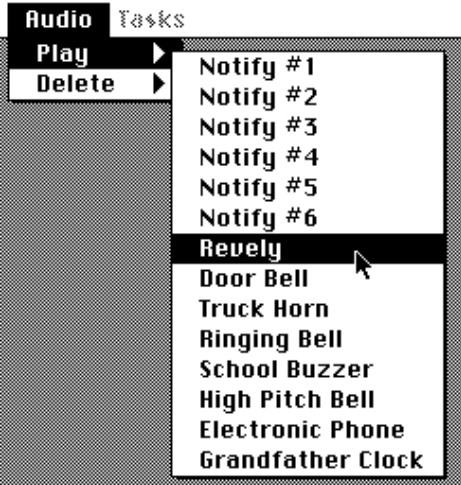 Audio Tasks
Play
Delete
Notify #1
Notify #2
Notify #3
Notify #4
Notify #5
Notify #6
Revely
Door Bell
Truck Horn
Ringing Bell
School Buzzer
High Pitch Bell
Electronic Phone
Grandfather Clock